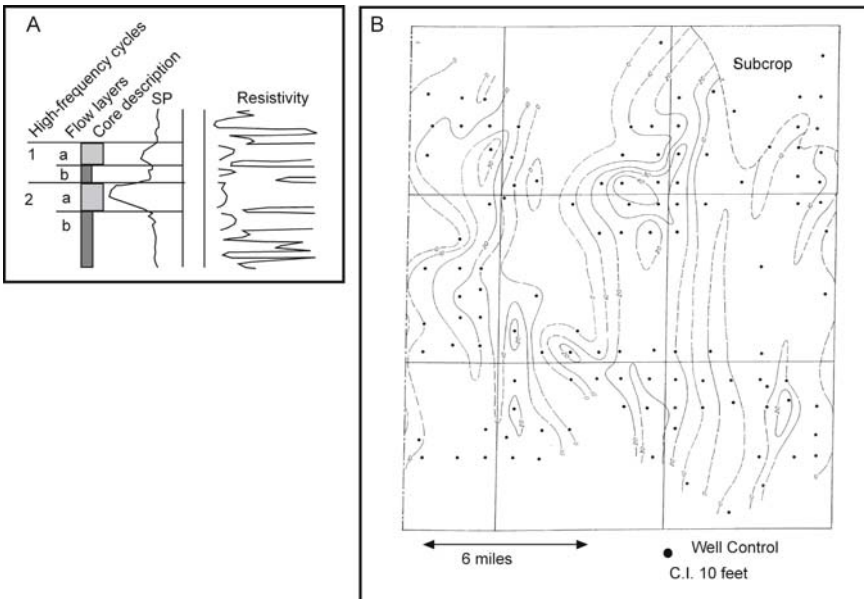 A
High-frequency cycles
Flow layers
Core description
SP
Resistivity
1
a
b
2
a
b
B
Subcrop
6 miles
Well Control
C.I. 10 feet